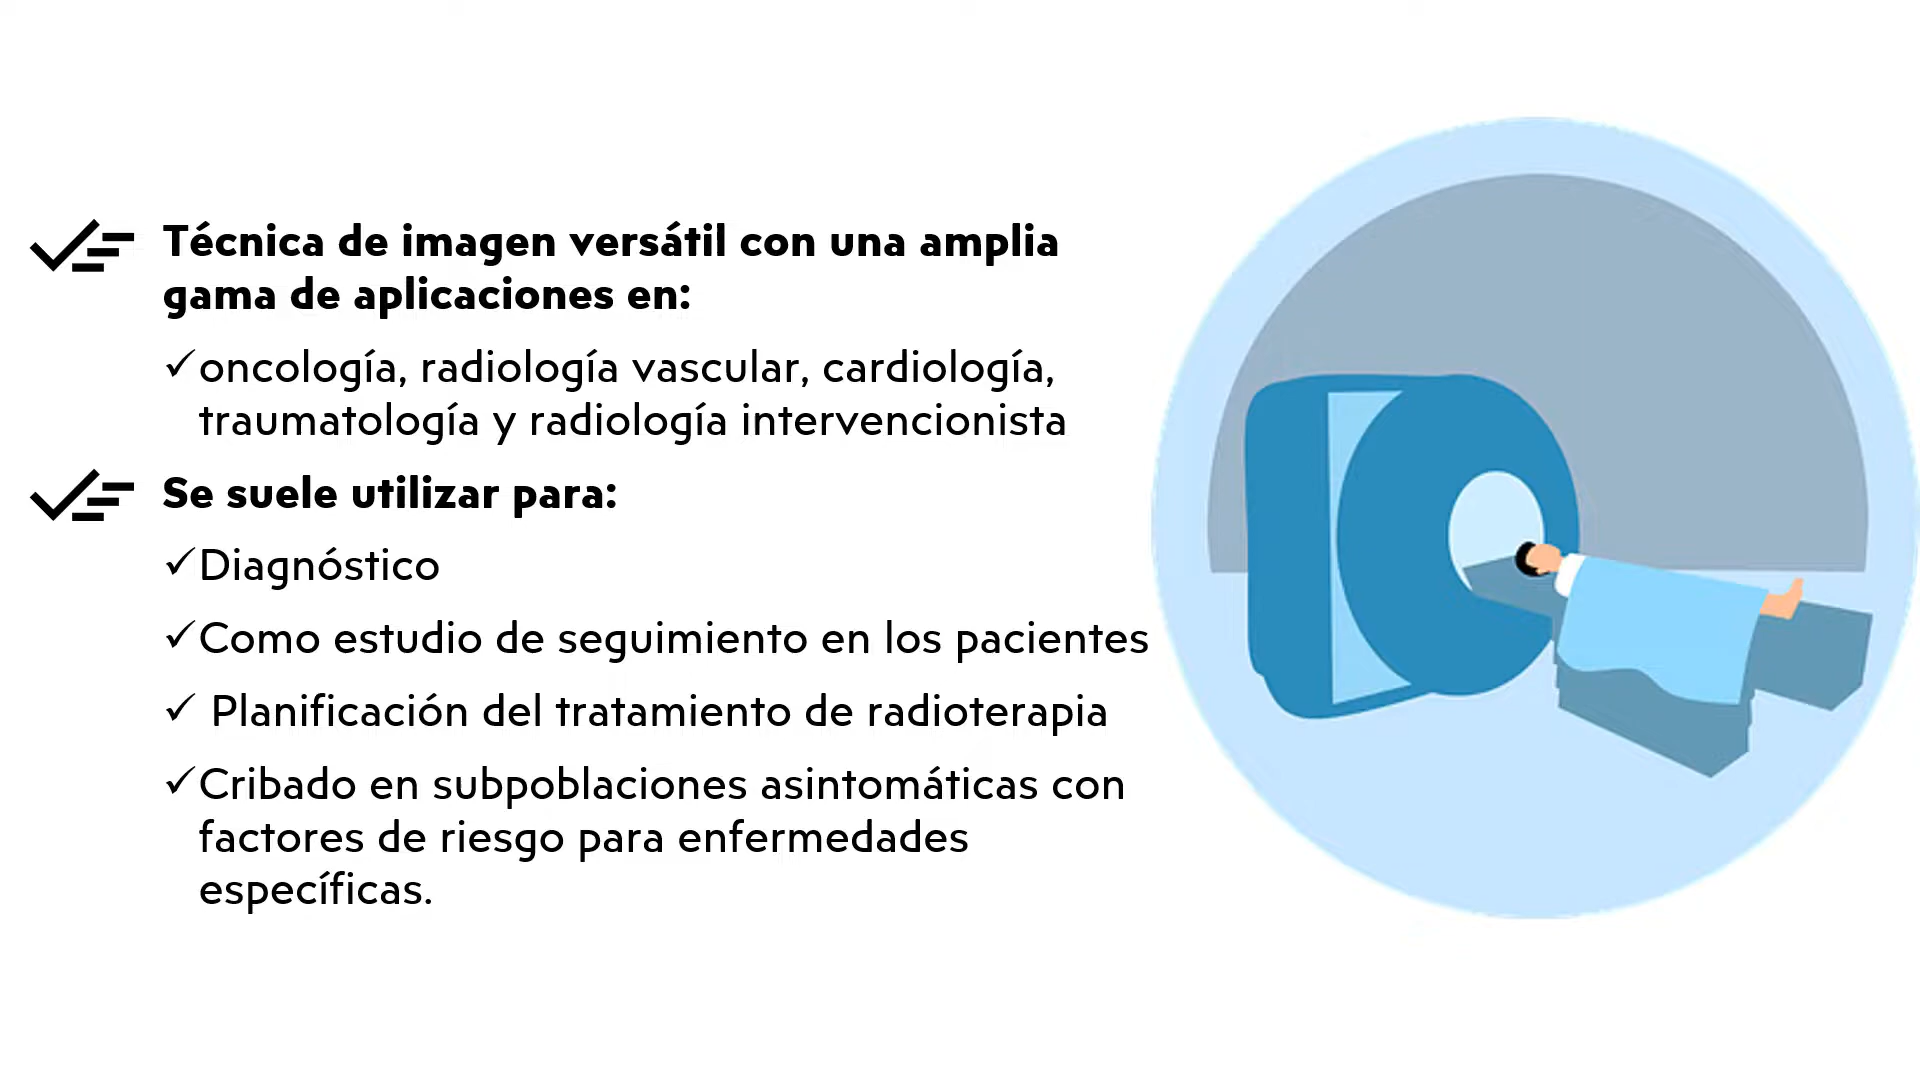 Técnica de imagen versátil con una amplia
gama de aplicaciones en:
✓oncología, radiología vascular, cardiología,
traumatología y radiología intervencionista
Se suele utilizar para:
✓Diagnóstico
✓Como estudio de seguimiento en los pacientes
✓ Planificación del tratamiento de radioterapia
✓Cribado en subpoblaciones asintomáticas con
factores de riesgo para enfermedades
específicas.